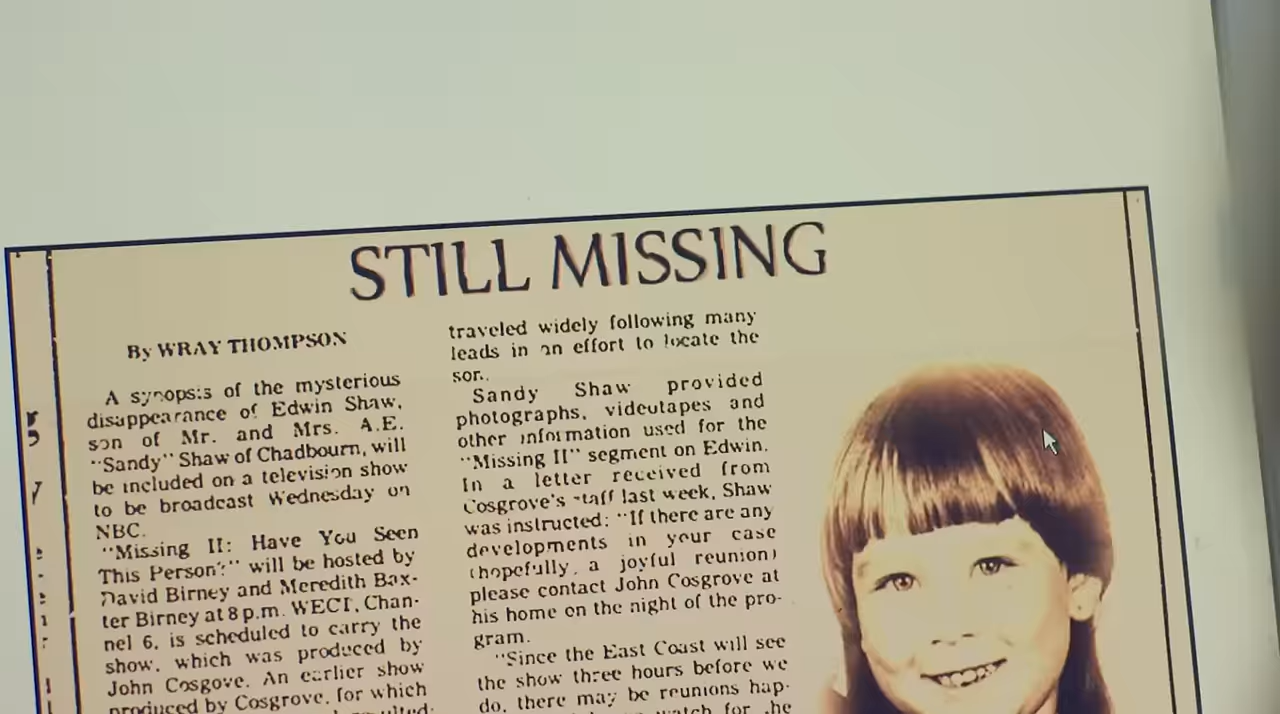 STILL MISSING
By WRAY THOMPSON
A synopsis of the mysterious
disappearance of Edwin Shaw,
son of Mr. and Mrs. A.E.
"Sandy" Shaw of Chadbourn, will
be included on a television show
to be broadcast Wednesday on
NBC.
"Missing II: Have You Seen
This Person?" will be hosted by
David Birney and Meredith Bax-
ter Birney at 8 p.m. WECT, Chan-
nel 6, is scheduled to carry the
show, which was produced by
John Cosgove. An earlier show
produced by Cosgrove, for which
traveled widely following many
leads in an effort to locate the
son.
Sandy Shaw provided
photographs, videotapes and
other information used for the
"Missing II" segment on Edwin.
In a letter received from
Cosgrove's staff last week, Shaw
was instructed: "If there are any
developments in your case
(hopefully, a joyful reunion)
please contact John Cosgrove at
his home on the night of the pro-
gram.
"Since the East Coast will see
the show three hours before we
do, there may be reunions hap-
watch for the